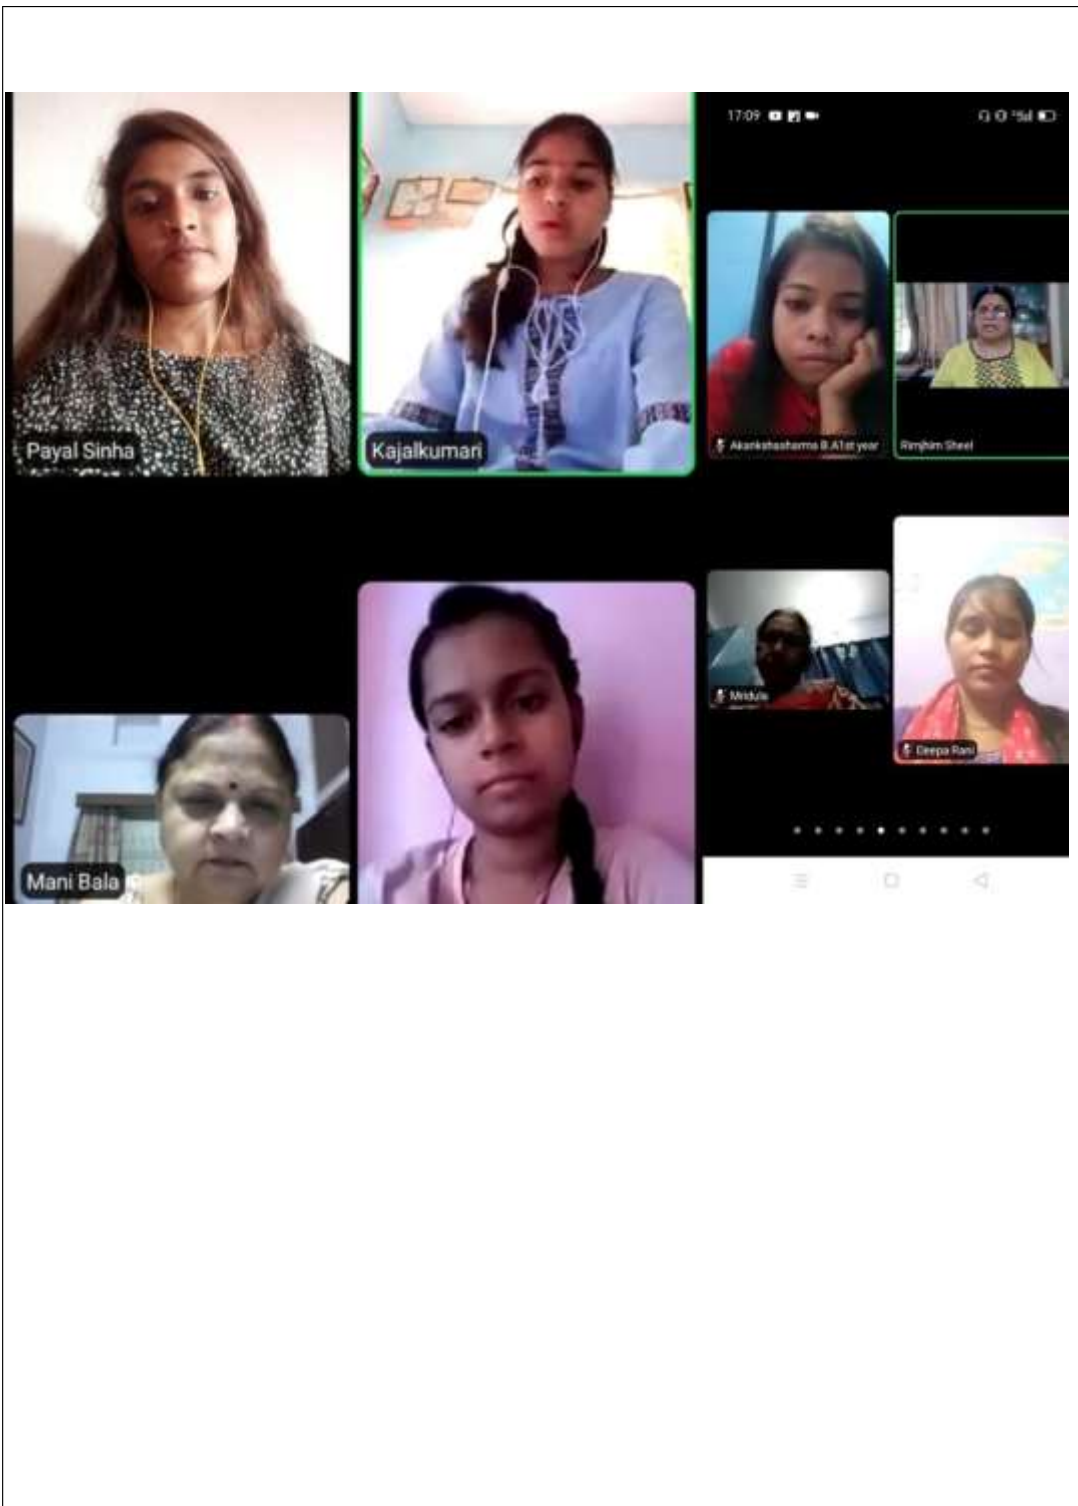 Payal Sinha
Kajalkumari
17:09
Akankshasharma B.A1st year
Rimjhim Sheel
Mridula
Deepa Rani
Mani Bala